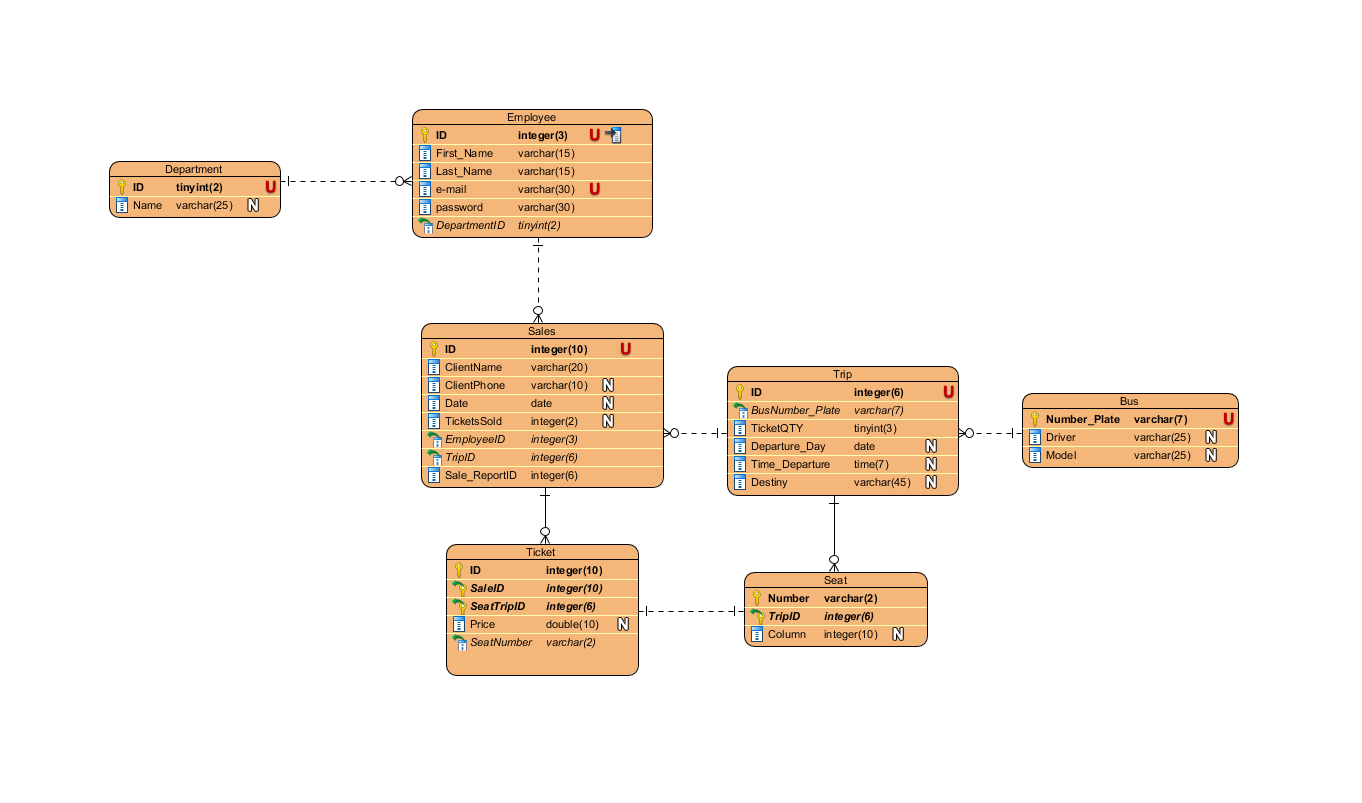 Employee
ID integer(3) U
First_Name varchar(15)
Last_Name varchar(15)
e-mail varchar(30) U
password varchar(30)
DepartmentID tinyint(2)
Department
ID tinyint(2) U
Name varchar(25) N
Sales
ID integer(10) U
ClientName varchar(20)
ClientPhone varchar(10) N
Date date N
TicketsSold integer(2) N
EmployeeID integer(3)
TripID integer(6)
Sale_ReportID integer(6)
Trip
ID integer(6) U
BusNumber_Plate varchar(7)
TicketQTY tinyint(3)
Departure_Day date N
Time_Departure time(7) N
Destiny varchar(45) N
Bus
Number_Plate varchar(7) U
Driver varchar(25) N
Model varchar(25) N
Ticket
ID integer(10)
SaleID integer(10)
SeatTripID integer(6)
Price double(10) N
SeatNumber varchar(2)
Seat
Number varchar(2)
TripID integer(6)
Column integer(10) N